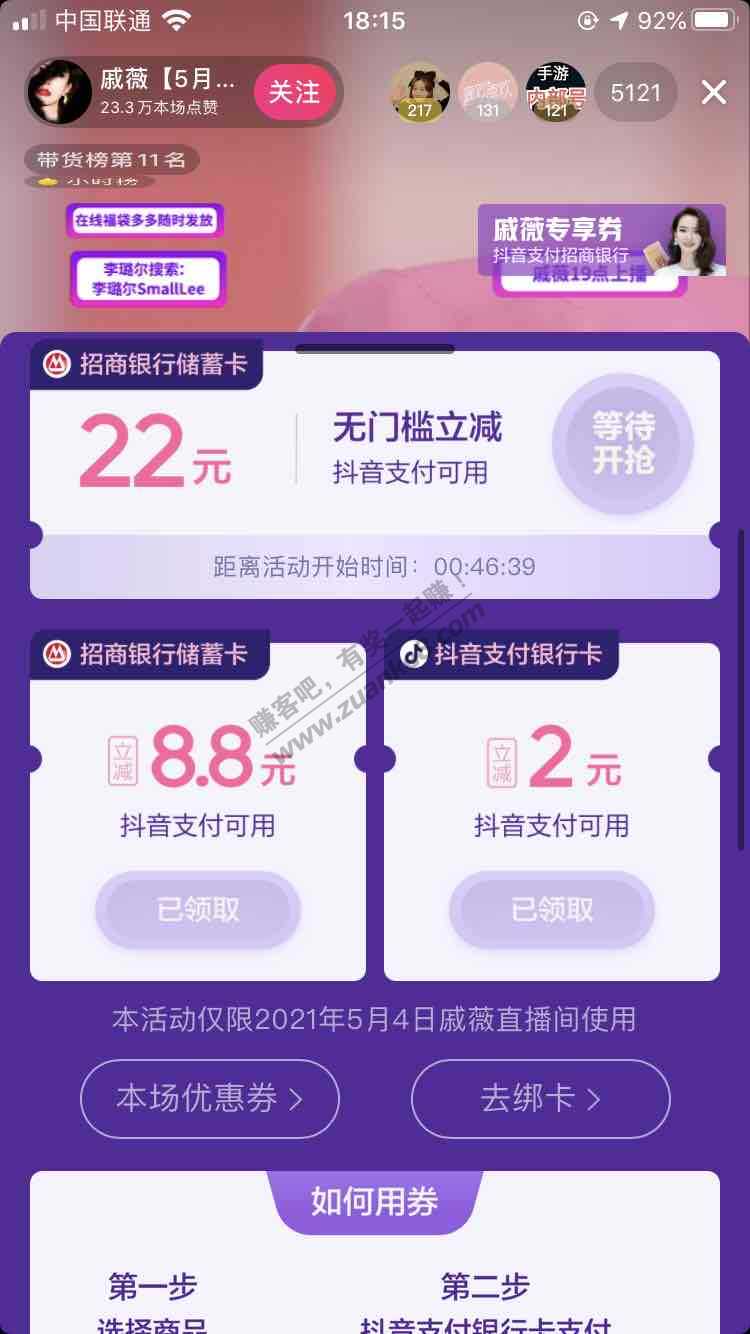 中国联通
18:15
92%
戚薇【5月...
23.3万本场点赞
关注
217
131
手游
内部号
121
5121
带货榜第11名
小时榜
在线福袋多多随时发放
李璐尔搜索:
李璐尔SmallLee
戚薇专享券
抖音支付招商银行
戚薇19点上播
招商银行储蓄卡
22元
无门槛立减
抖音支付可用
等待
开抢
距离活动开始时间：00:46:39
招商银行储蓄卡
立减 8.8元
抖音支付可用
已领取
抖音支付银行卡
立减 2元
抖音支付可用
已领取
赚客吧，有奖一起赚！
www.zuanke8.com
本活动仅限2021年5月4日戚薇直播间使用
本场优惠券 >
去绑卡 >
如何用券
第一步
选择商品
第二步
抖音支付银行卡支付